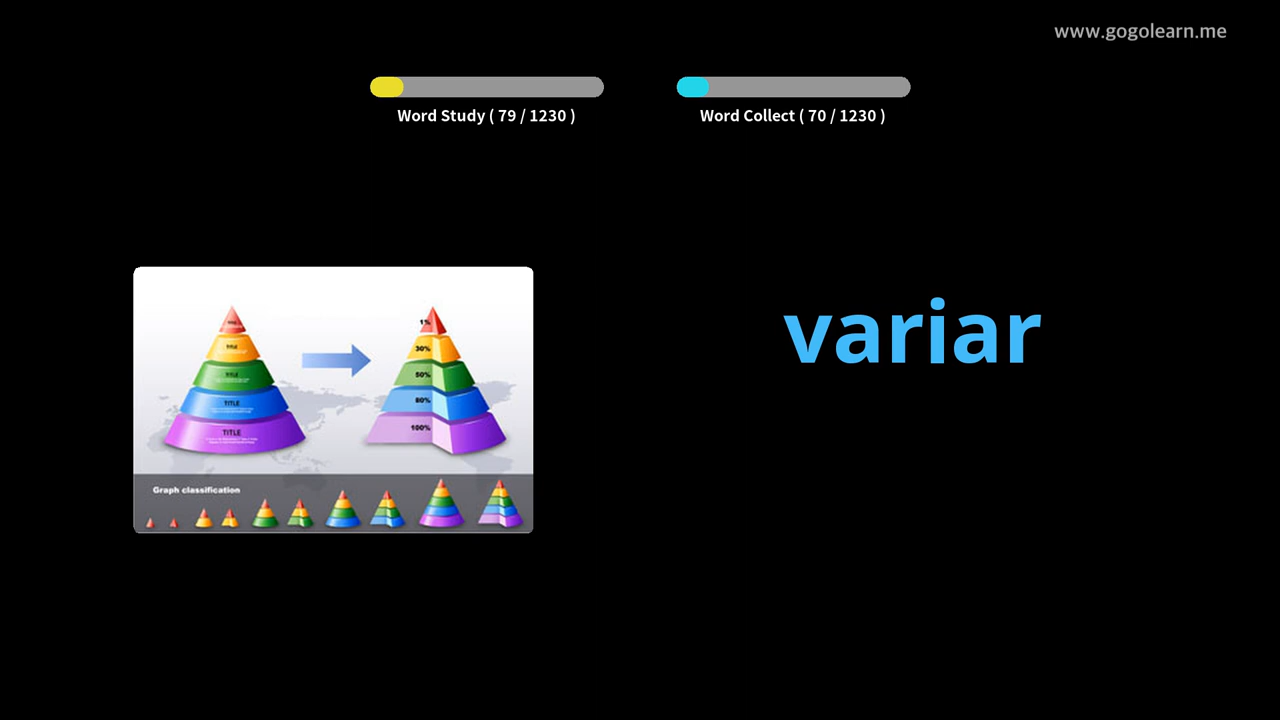 www.gogolearn.me
Word Study ( 79 / 1230 )
Word Collect ( 70 / 1230 )
variar
TITLE
TITLE
TITLE
TITLE
1%
30%
50%
80%
100%
Graph classification